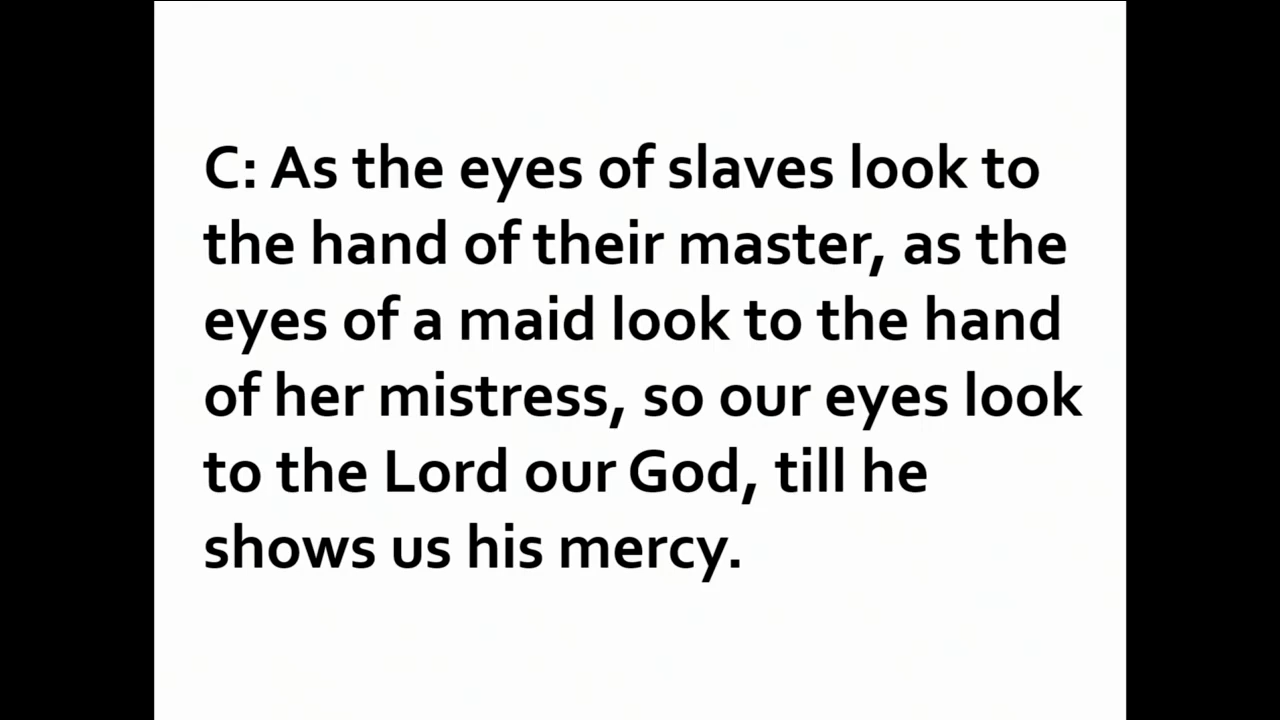 C: As the eyes of slaves look to
the hand of their master, as the
eyes of a maid look to the hand
of her mistress, so our eyes look
to the Lord our God, till he
shows us his mercy.